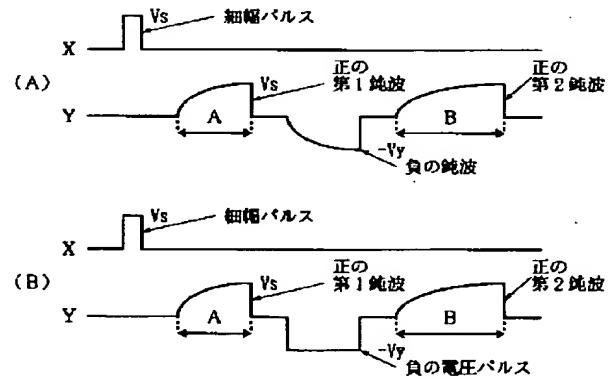 Vs 細幅パルス
X
(A)
正の 正の
Vs 第1鈍波 第2鈍波
Y A B
-Vy
負の鈍波
Vs 細幅パルス
X
(B)
正の 正の
Vs 第1鈍波 第2鈍波
Y A B
-Vy
負の電圧パルス